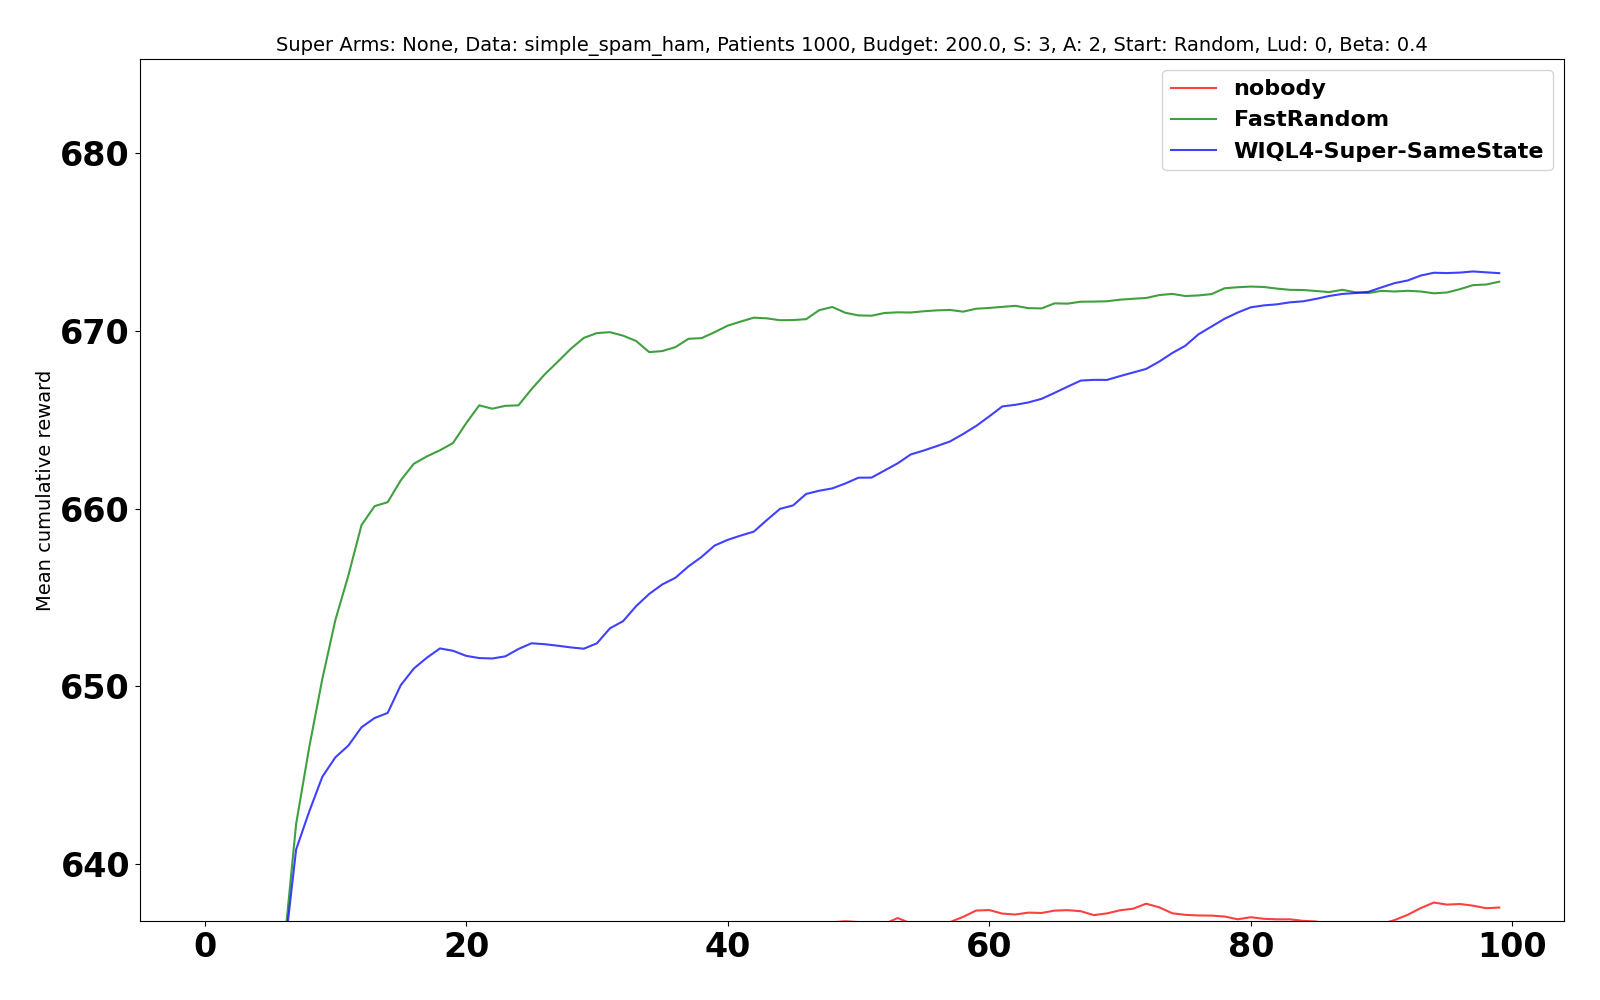 Super Arms: None, Data: simple_spam_ham, Patients 1000, Budget: 200.0, S: 3, A: 2, Start: Random, Lud: 0, Beta: 0.4
nobody
FastRandom
WIQL4-Super-SameState
680
670
660
650
640
Mean cumulative reward
0 20 40 60 80 100